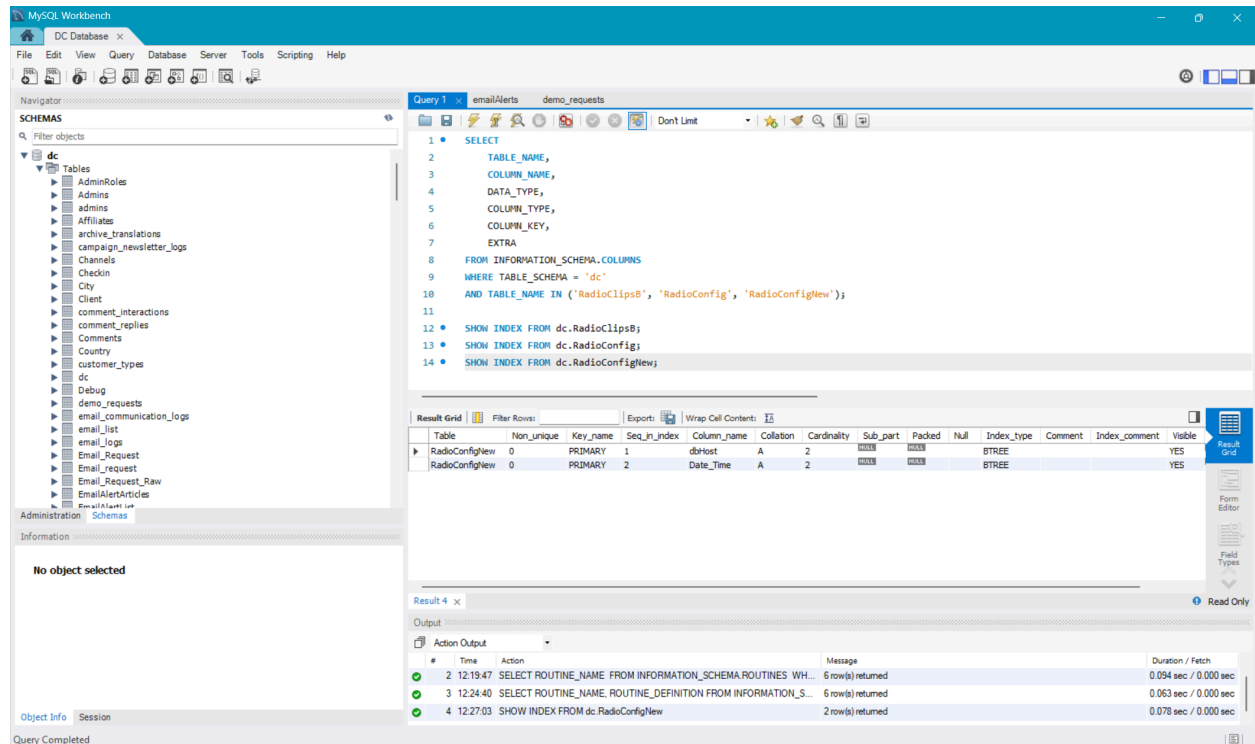 MySQL Workbench
DC Database ×
File Edit View Query Database Server Tools Scripting Help
Navigator
SCHEMAS
Filter objects
dc
Tables
AdminRoles
Admins
admins
Affiliates
archive_translations
campaign_newsletter_logs
Channels
Checkin
City
Client
comment_interactions
comment_replies
Comments
Country
customer_types
dc
Debug
demo_requests
email_communication_logs
email_list
email_logs
Email_Request
Email_request
Email_Request_Raw
EmailAlertArticles
EmailAlertList
Administration Schemas
Information
No object selected
Object Info Session
Query Completed
Query 1 × emailAlerts demo_requests
Don't Limit
1 SELECT
2 TABLE_NAME,
3 COLUMN_NAME,
4 DATA_TYPE,
5 COLUMN_TYPE,
6 COLUMN_KEY,
7 EXTRA
8 FROM INFORMATION_SCHEMA.COLUMNS
9 WHERE TABLE_SCHEMA = 'dc'
10 AND TABLE_NAME IN ('RadioClipsB', 'RadioConfig', 'RadioConfigNew');
11
12 SHOW INDEX FROM dc.RadioClipsB;
13 SHOW INDEX FROM dc.RadioConfig;
14 SHOW INDEX FROM dc.RadioConfigNew;
Result Grid Filter Rows: Export: Wrap Cell Content:
Table Non_unique Key_name Seq_in_index Column_name Collation Cardinality Sub_part Packed Null Index_type Comment Index_comment Visible
RadioConfigNew 0 PRIMARY 1 dbHost A 2 NULL NULL BTREE YES
RadioConfigNew 0 PRIMARY 2 Date_Time A 2 NULL NULL BTREE YES
Result Grid
Form Editor
Field Types
Result 4 ×
Read Only
Output
Action Output
# Time Action Message Duration / Fetch
2 12:19:47 SELECT ROUTINE_NAME FROM INFORMATION_SCHEMA.ROUTINES WH... 6 row(s) returned 0.094 sec / 0.000 sec
3 12:24:40 SELECT ROUTINE_NAME, ROUTINE_DEFINITION FROM INFORMATION_S... 6 row(s) returned 0.063 sec / 0.000 sec
4 12:27:03 SHOW INDEX FROM dc.RadioConfigNew 2 row(s) returned 0.078 sec / 0.000 sec